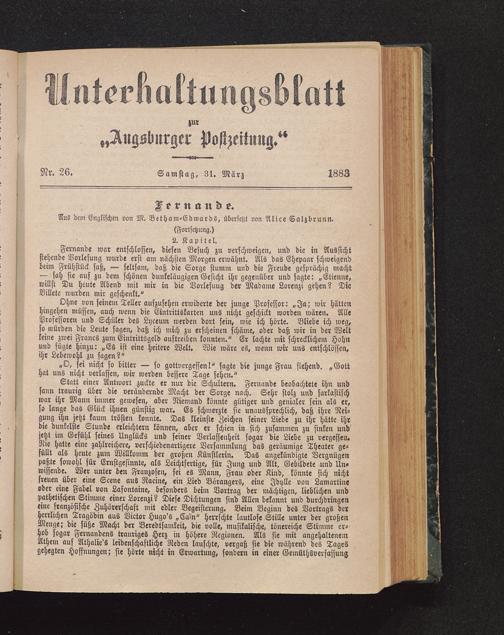 Unterhaltungsblatt
zur
„Augsburger Postzeitung.“
Nr. 26. Samstag, 31. März 1883
Fernande.
Aus dem Englischen von M. Betham-Edwards, übersetzt von Alice Salzbrunn.
(Fortsetzung.)
2. Kapitel.
Fernande war entschlossen, diesen Besuch zu verschweigen, und die in Aussicht
stehende Vorlesung wurde erst am nächsten Morgen erwähnt. Als das Ehepaar schweigend
beim Frühstück saß, — seltsam, daß die Sorge stumm und die Freude gesprächig macht
— sah sie auf zu dem schönen dunkeläugigen Gesicht ihr gegenüber und sagte: „Etienne,
willst Du heute Abend mit mir in die Vorlesung der Madame Lorenzi gehen? Die
Billete wurden mir geschenkt.“
Ohne von seinem Teller aufzusehen erwiderte der junge Professor: „Ja; wir hätten
hingehen müssen, auch wenn die Eintrittskarten uns nicht geschickt worden wären. Alle
Professoren und Schüler des Lyceum werden dort sein, wie ich hörte. Bliebe ich weg,
so würden die Leute sagen, daß ich mich zu erscheinen schäme, oder daß wir in der Welt
keine zwei Francs zum Eintrittsgeld auftreiben konnten.“ Er lachte mit schrecklichem Hohn
und fügte hinzu: „Es ist eine heitere Welt. Wie wäre es, wenn wir uns entschlössen,
ihr Lebewohl zu sagen?“
„O, sei nicht so bitter — so gottvergessen!“ sagte die junge Frau flehend. „Gott
hat uns nicht verlassen, wir werden bessere Tage sehen.“
Statt einer Antwort zuckte er nur die Schultern. Fernande beobachtete ihn und
sann traurig über die verändernde Macht der Sorge nach. Sehr stolz und sarkastisch
war ihr Mann immer gewesen, aber Niemand konnte gütiger und genialer sein als er,
so lange das Glück ihnen günstig war. Es schmerzte sie unaussprechlich, daß ihre Nei-
gung ihn jetzt kaum trösten konnte. Das kleinste Zeichen seiner Liebe zu ihr hätte ihr
die dunkelste Stunde erleichtern können, aber er schien in sich zusammen zu sinken und
jetzt im Gefühl seines Unglücks und seiner Verlassenheit sogar die Liebe zu vergessen.
Nie hatte eine zahlreichere, verschiedenartigere Versammlung das geräumige Theater ge-
füllt als heute zum Willkomm der großen Künstlerin. Das angekündigte Vergnügen
paßte sowohl für Ernstgesinnte, als Leichtfertige, für Jung und Alt, Gebildete und Un-
wissende. Wer unter den Franzosen, sei es Mann, Frau oder Kind, könnte sich nicht
freuen über eine Scene aus Racine, ein Lied Bérangers, eine Idylle von Lamartine
oder eine Fabel von Lafontaine, besonders beim Vortrag der mächtigen, lieblichen und
pathetischen Stimme einer Lorenzi? Diese Dichtungen sind Allen bekannt und durchdringen
eine französische Zuhörerschaft mit edler Begeisterung. Beim Beginn des Vortrags der
herrlichen Tragödien aus Victor Hugo's herrschte lautlose Stille unter der großen
Menge; die süße Macht der Beredtsamkeit, die volle, musikalische, tönereiche Stimme er-
hob sogar Fernandens trauriges Herz in höhere Regionen. Als sie mit angehaltenem
Athem auf Athalie's leidenschaftliche Reden lauschte, vergaß sie die während des Tages
gehegten Hoffnungen; sie hörte nicht in Erwartung, sondern in einer Gemüthsverfassung